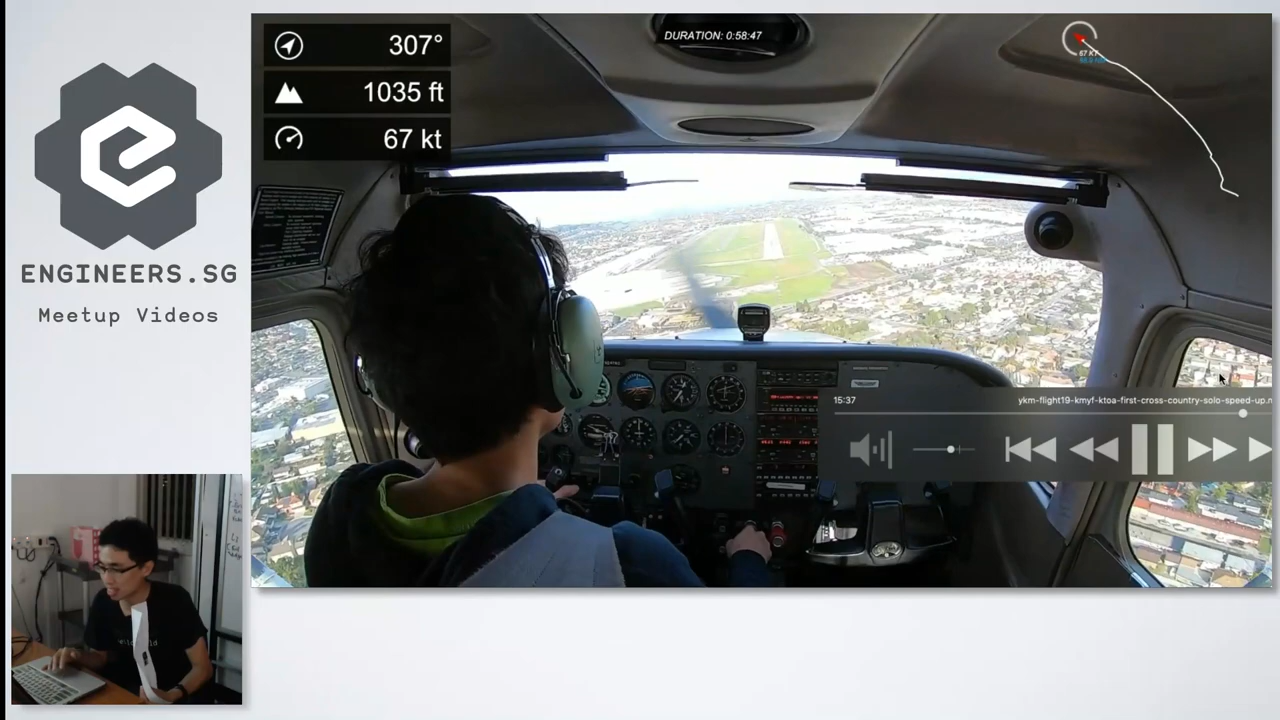 ENGINEERS.SG
Meetup Videos
307°
1035 ft
67 kt
DURATION: 0:58:47
67 KT
15:37
ykm-flight19-kmyf-ktoa-first-cross-country-solo-speed-up.m